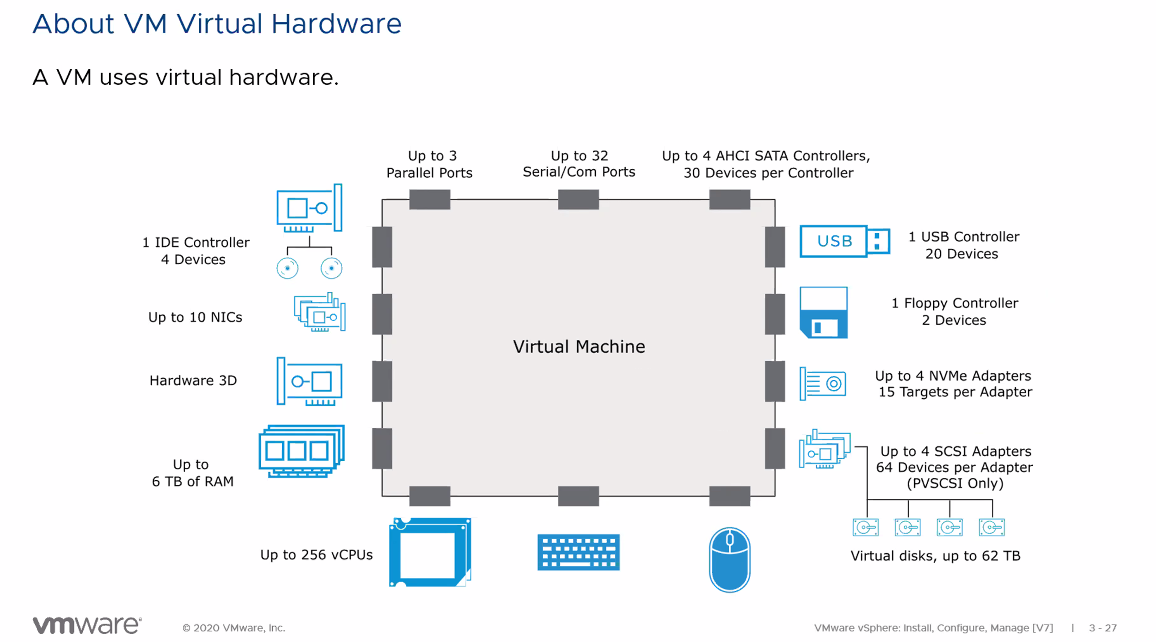 About VM Virtual Hardware
A VM uses virtual hardware.
Up to 3
Parallel Ports
Up to 32
Serial/Com Ports
Up to 4 AHCI SATA Controllers,
30 Devices per Controller
1 IDE Controller
4 Devices
Up to 10 NICs
Hardware 3D
Up to
6 TB of RAM
Up to 256 vCPUs
Virtual Machine
USB
1 USB Controller
20 Devices
1 Floppy Controller
2 Devices
Up to 4 NVMe Adapters
15 Targets per Adapter
Up to 4 SCSI Adapters
64 Devices per Adapter
(PVSCSI Only)
Virtual disks, up to 62 TB
vmware®
© 2020 VMware, Inc.
VMware vSphere: Install, Configure, Manage [V7] | 3 - 27